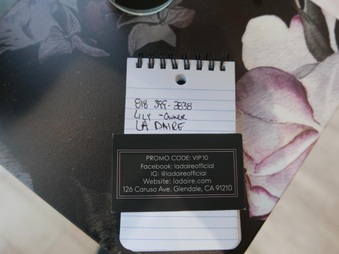 818 399-3838
LILY - OWNER
LA DAIRE
PROMO CODE: VIP10
Facebook: ladaireofficial
IG: @ladaireofficial
Website: ladaire.com
126 Caruso Ave. Glendale, CA 91210